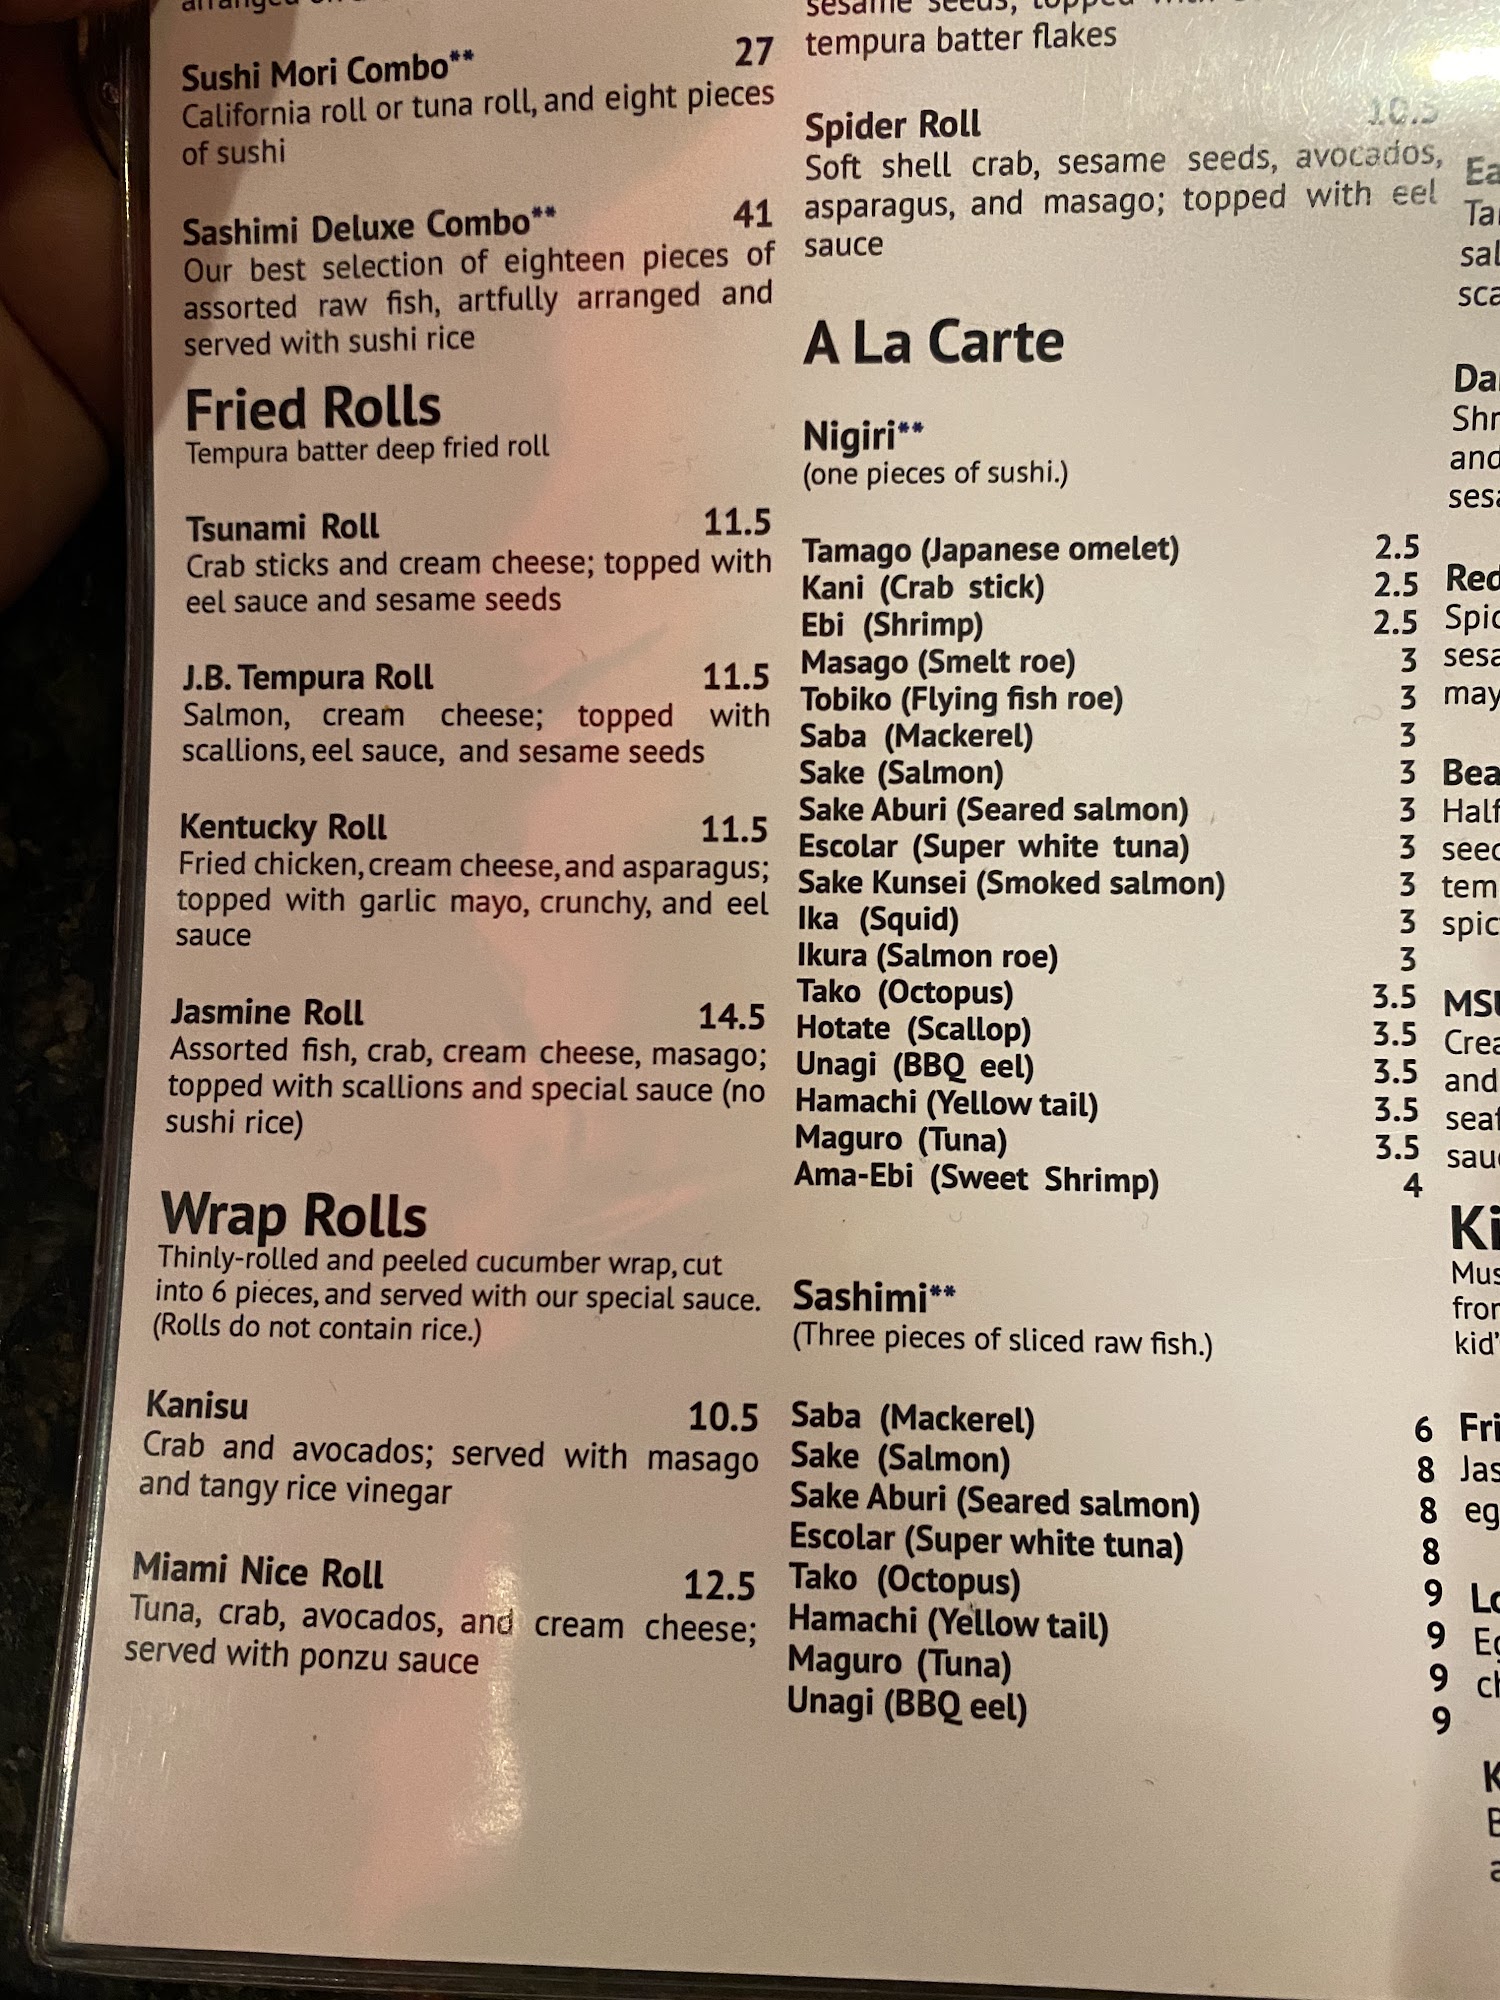 Sushi Mori Combo** 27
California roll or tuna roll, and eight pieces
of sushi
Sashimi Deluxe Combo** 41
Our best selection of eighteen pieces of
assorted raw fish, artfully arranged and
served with sushi rice
Fried Rolls
Tempura batter deep fried roll
Tsunami Roll 11.5
Crab sticks and cream cheese; topped with
eel sauce and sesame seeds
J.B. Tempura Roll 11.5
Salmon, cream cheese; topped with
scallions, eel sauce, and sesame seeds
Kentucky Roll 11.5
Fried chicken, cream cheese, and asparagus;
topped with garlic mayo, crunchy, and eel
sauce
Jasmine Roll 14.5
Assorted fish, crab, cream cheese, masago;
topped with scallions and special sauce (no
sushi rice)
Wrap Rolls
Thinly-rolled and peeled cucumber wrap, cut
into 6 pieces, and served with our special sauce.
(Rolls do not contain rice.)
Kanisu 10.5
Crab and avocados; served with masago
and tangy rice vinegar
Miami Nice Roll 12.5
Tuna, crab, avocados, and cream cheese;
served with ponzu sauce
sesame seeds, topped with
tempura batter flakes
Spider Roll 10.5
Soft shell crab, sesame seeds, avocados,
asparagus, and masago; topped with eel
sauce
A La Carte
Nigiri**
(one pieces of sushi.)
Tamago (Japanese omelet) 2.5
Kani (Crab stick) 2.5
Ebi (Shrimp) 2.5
Masago (Smelt roe) 3
Tobiko (Flying fish roe) 3
Saba (Mackerel) 3
Sake (Salmon) 3
Sake Aburi (Seared salmon) 3
Escolar (Super white tuna) 3
Sake Kunsei (Smoked salmon) 3
Ika (Squid) 3
Ikura (Salmon roe) 3
Tako (Octopus) 3.5
Hotate (Scallop) 3.5
Unagi (BBQ eel) 3.5
Hamachi (Yellow tail) 3.5
Maguro (Tuna) 3.5
Ama-Ebi (Sweet Shrimp) 4
Sashimi**
(Three pieces of sliced raw fish.)
Saba (Mackerel) 6
Sake (Salmon) 8
Sake Aburi (Seared salmon) 8
Escolar (Super white tuna) 8
Tako (Octopus) 9
Hamachi (Yellow tail) 9
Maguro (Tuna) 9
Unagi (BBQ eel) 9